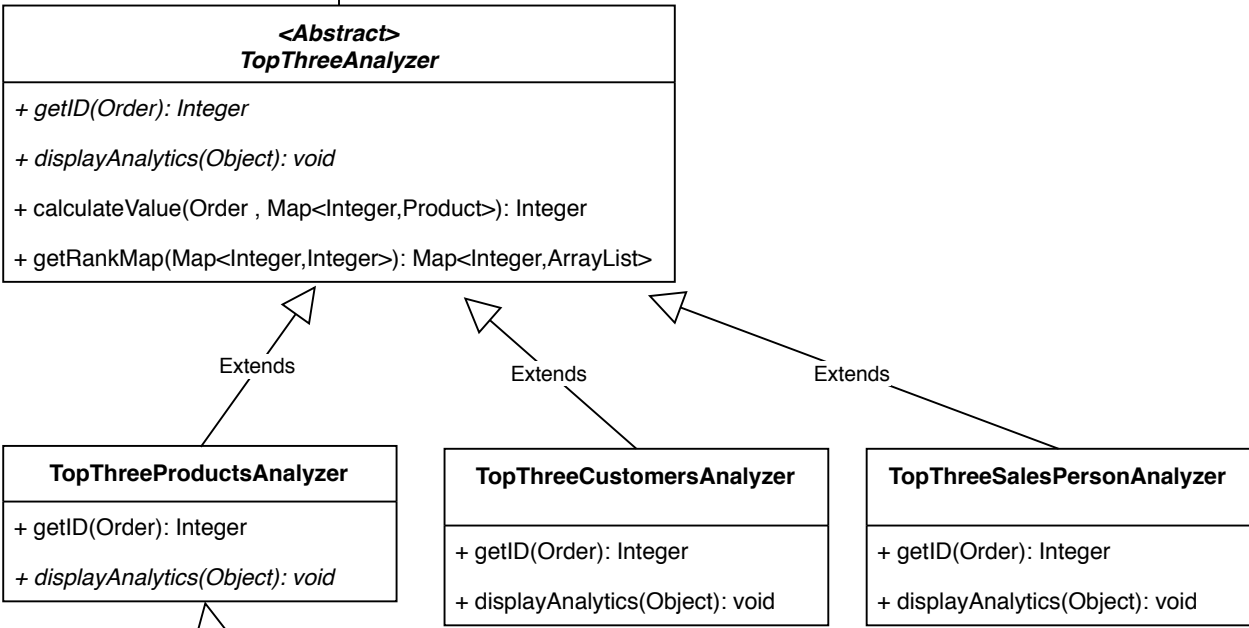 <Abstract>
TopThreeAnalyzer
+ getID(Order): Integer
+ displayAnalytics(Object): void
+ calculateValue(Order , Map<Integer,Product>): Integer
+ getRankMap(Map<Integer,Integer>): Map<Integer,ArrayList>
Extends
Extends
Extends
TopThreeProductsAnalyzer
+ getID(Order): Integer
+ displayAnalytics(Object): void
TopThreeCustomersAnalyzer
+ getID(Order): Integer
+ displayAnalytics(Object): void
TopThreeSalesPersonAnalyzer
+ getID(Order): Integer
+ displayAnalytics(Object): void